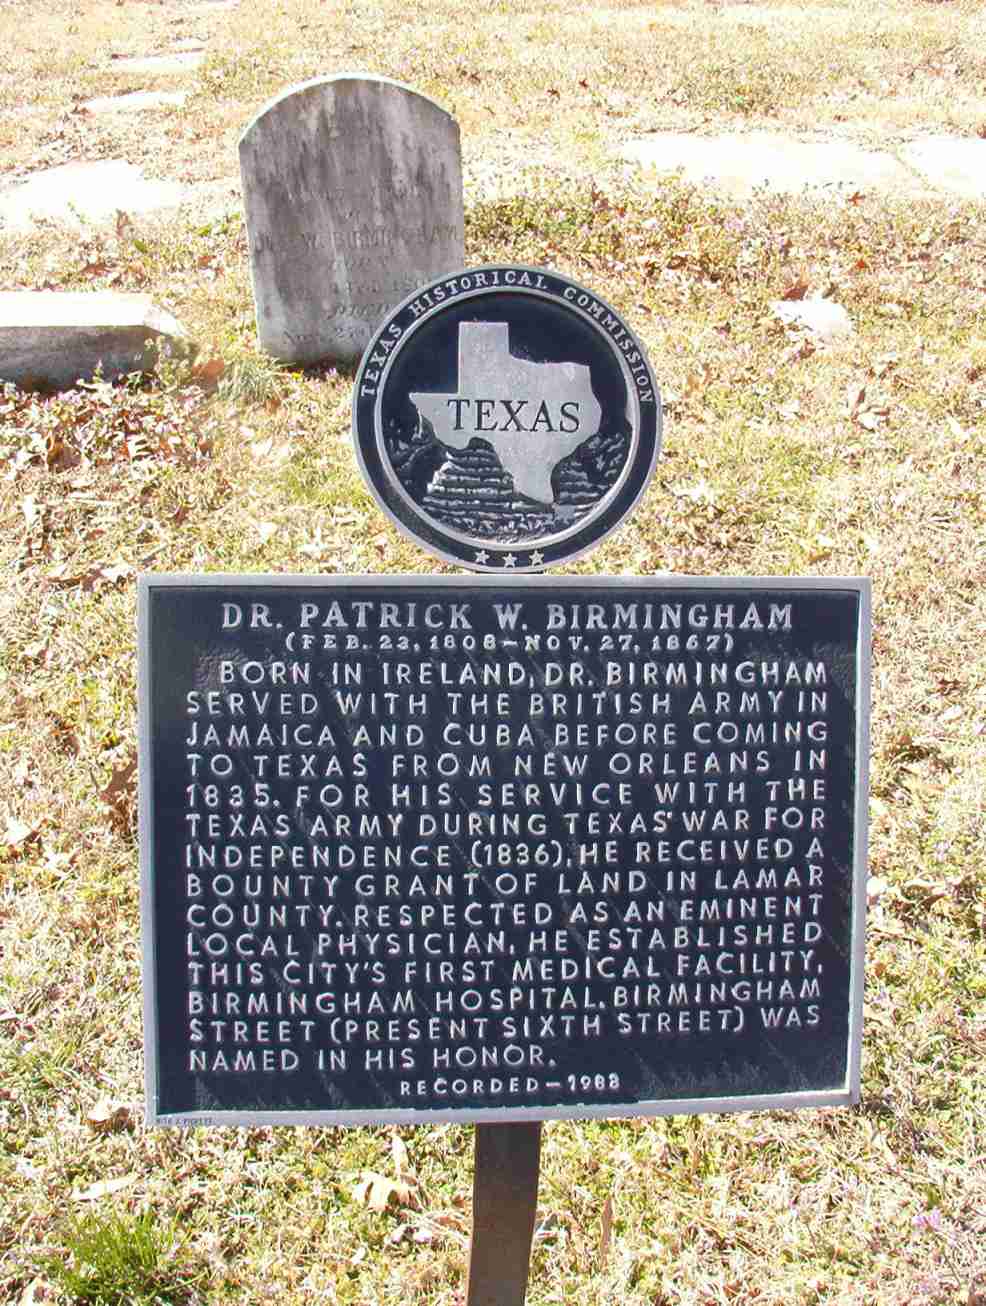 W. BIRMINGHAM
TEXAS HISTORICAL COMMISSION
TEXAS
DR. PATRICK W. BIRMINGHAM
(FEB. 23, 1808–NOV. 27, 1867)
BORN IN IRELAND, DR. BIRMINGHAM
SERVED WITH THE BRITISH ARMY IN
JAMAICA AND CUBA BEFORE COMING
TO TEXAS FROM NEW ORLEANS IN
1835. FOR HIS SERVICE WITH THE
TEXAS ARMY DURING TEXAS' WAR FOR
INDEPENDENCE (1836), HE RECEIVED A
BOUNTY GRANT OF LAND IN LAMAR
COUNTY. RESPECTED AS AN EMINENT
LOCAL PHYSICIAN, HE ESTABLISHED
THIS CITY'S FIRST MEDICAL FACILITY,
BIRMINGHAM HOSPITAL. BIRMINGHAM
STREET (PRESENT SIXTH STREET) WAS
NAMED IN HIS HONOR.
RECORDED–1988